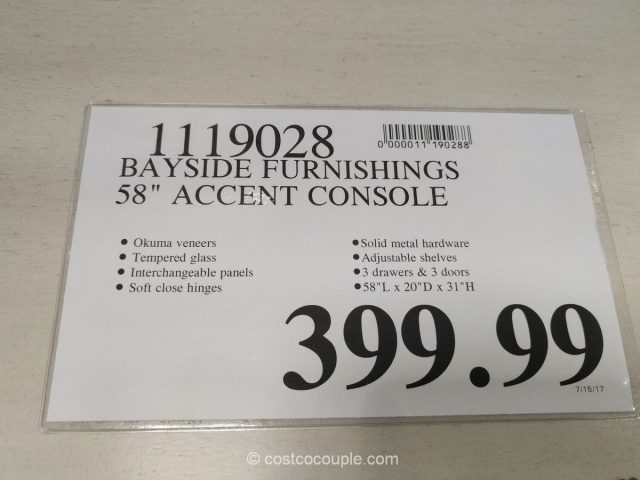 1119028
0 000011 190288
BAYSIDE FURNISHINGS
58" ACCENT CONSOLE
• Okuma veneers
• Tempered glass
• Interchangeable panels
• Soft close hinges
• Solid metal hardware
• Adjustable shelves
• 3 drawers & 3 doors
• 58"L x 20"D x 31"H
399.99
7/15/17
© costcocouple.com